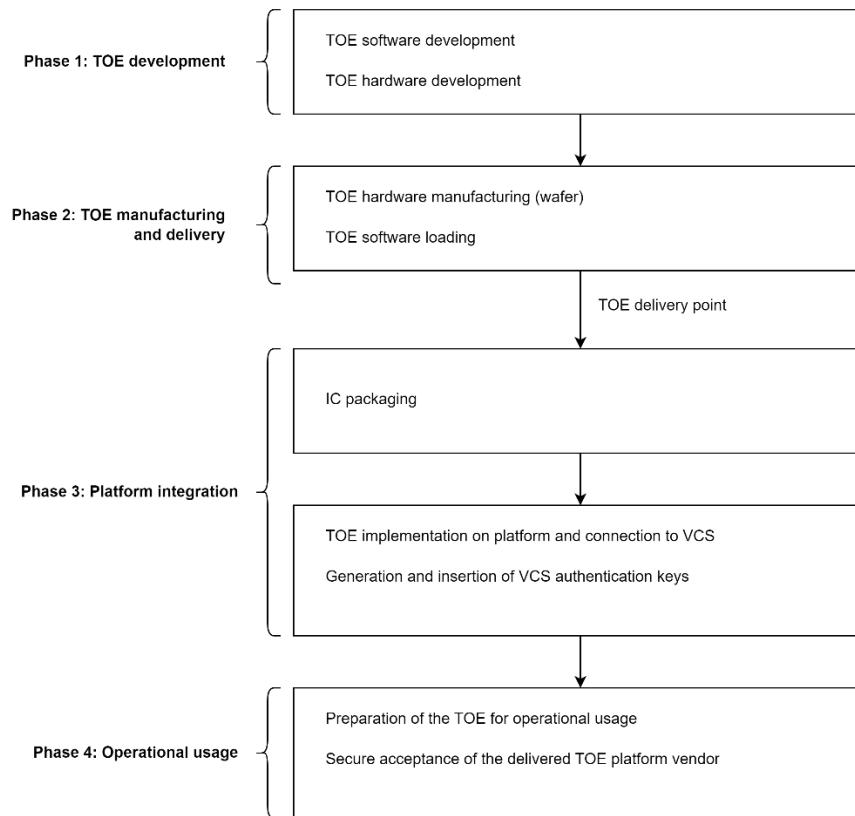 Phase 1: TOE development
TOE software development
TOE hardware development
Phase 2: TOE manufacturing
and delivery
TOE hardware manufacturing (wafer)
TOE software loading
TOE delivery point
Phase 3: Platform integration
IC packaging
TOE implementation on platform and connection to VCS
Generation and insertion of VCS authentication keys
Phase 4: Operational usage
Preparation of the TOE for operational usage
Secure acceptance of the delivered TOE platform vendor